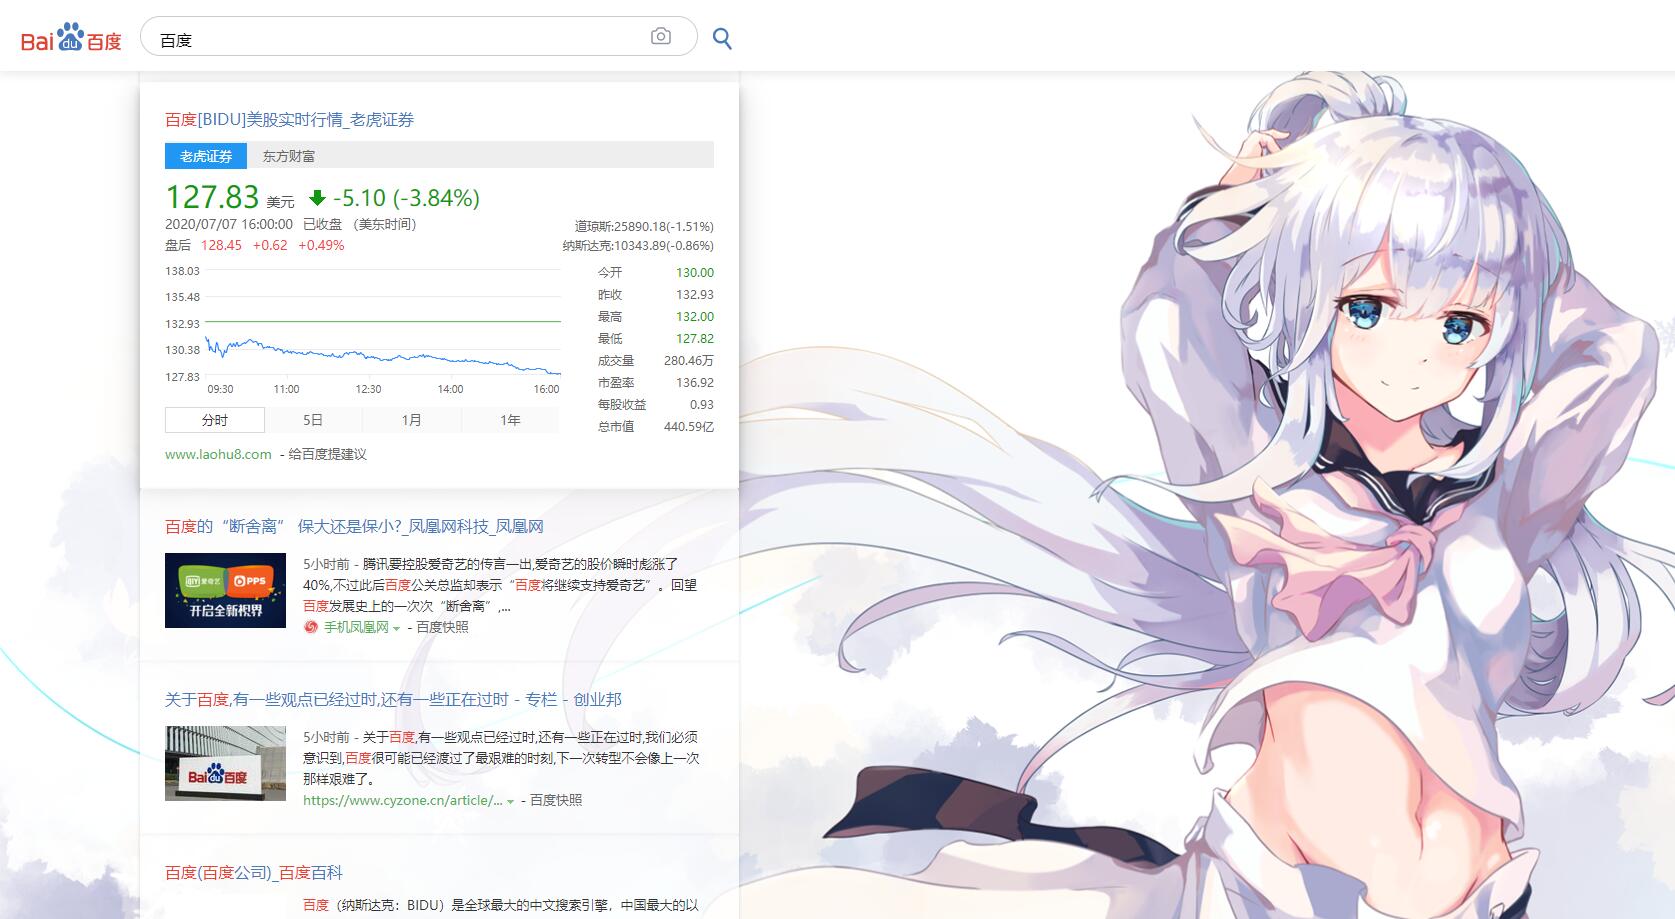 Bai du 百度
百度
百度[BIDU]美股实时行情_老虎证券
老虎证券 东方财富
127.83 美元 -5.10 (-3.84%)
2020/07/07 16:00:00 已收盘 （美东时间）
盘后 128.45 +0.62 +0.49%
道琼斯:25890.18(-1.51%)
纳斯达克:10343.89(-0.86%)
138.03
135.48
132.93
130.38
127.83
09:30 11:00 12:30 14:00 16:00
今开 130.00
昨收 132.93
最高 132.00
最低 127.82
成交量 280.46万
市盈率 136.92
每股收益 0.93
总市值 440.59亿
分时 5日 1月 1年
www.laohu8.com - 给百度提建议
百度的“断舍离” 保大还是保小?_凤凰网科技_凤凰网
爱奇艺 PPS
开启全新视界
5小时前 - 腾讯要控股爱奇艺的传言一出,爱奇艺的股价瞬时彪涨了
40%,不过此后百度公关总监却表示“百度将继续支持爱奇艺”。回望
百度发展史上的一次次“断舍离”,...
手机凤凰网 - 百度快照
关于百度,有一些观点已经过时,还有一些正在过时 - 专栏 - 创业邦
Bai du 百度
5小时前 - 关于百度,有一些观点已经过时,还有一些正在过时,我们必须
意识到,百度很可能已经渡过了最艰难的时刻,下一次转型不会像上一次
那样艰难了。
https://www.cyzone.cn/article/... - 百度快照
百度(百度公司)_百度百科
百度（纳斯达克：BIDU）是全球最大的中文搜索引擎，中国最大的以